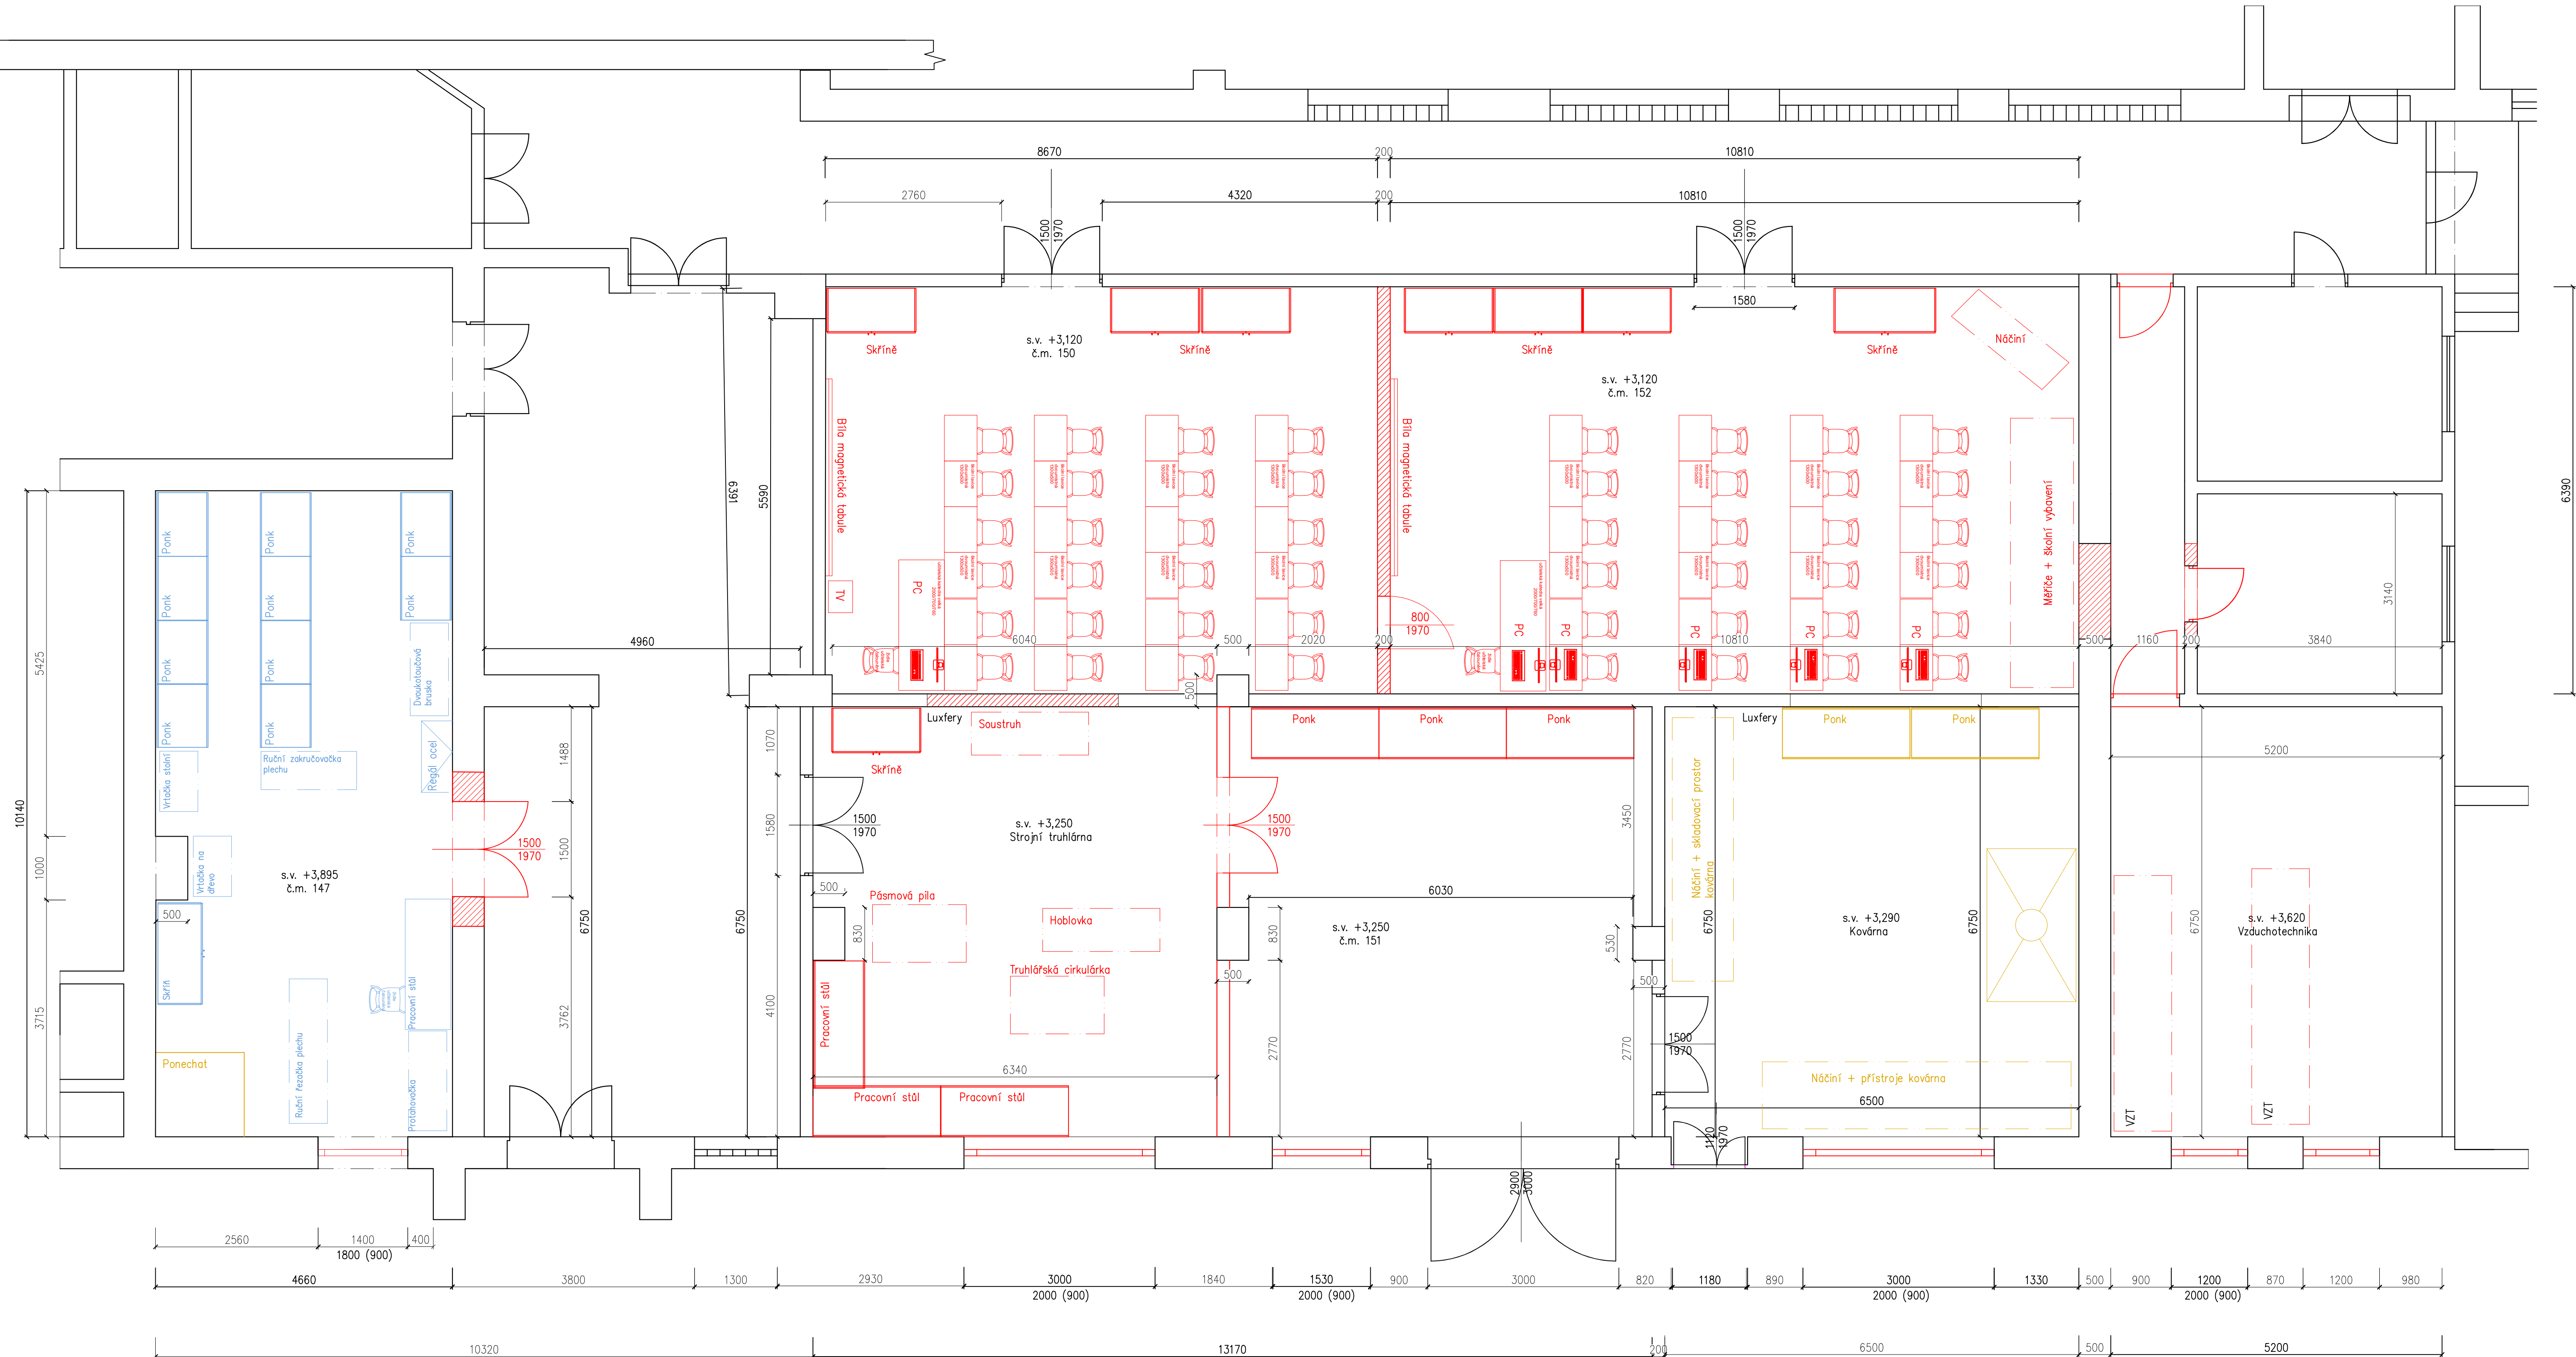 8670
200
10810
2760
4320
200
10810
1500
1970
1500
1970
1580
Skříně
Skříně
s.v. +3,120
č.m. 150
Skříně
Skříně
Náčiní
s.v. +3,120
č.m. 152
Bíla magnetická tabule
Bíla magnetická tabule
Měřiče + školní vybavení
TV
PC
PC
PC
PC
PC
PC
800
1970
6391
5590
6390
3140
4960
6040
500
2020
200
10810
500
1160
200
3840
500
Ponk
Ponk
Ponk
Ponk
Ponk
Ponk
Ponk
Ponk
Ponk
Ponk
Dvoukotoučová
bruska
Regál ocel
Vrtačka stolní
Ruční zakružovačka
plechu
Vrtačka na
dřevo
s.v. +3,895
č.m. 147
500
Skříň
Ponechat
Ruční řezačka plechu
Pracovní stůl
Protahovačka
10140
5425
1000
3715
1500
1970
1488
1500
3762
6750
6750
1070
1580
4100
Luxfery
Soustruh
Skříně
s.v. +3,250
Strojní truhlárna
1500
1970
1500
1970
500
830
Pásmová pila
Hoblovka
Truhlářská cirkulárka
Pracovní stůl
6340
Pracovní stůl
Pracovní stůl
Ponk
Ponk
Ponk
3450
6030
s.v. +3,250
č.m. 151
830
500
2770
530
500
2770
Luxfery
Ponk
Ponk
Náčiní + skladovací prostor
kovárna
6750
s.v. +3,290
Kovárna
6750
1500
1970
Náčiní + přístroje kovárna
6500
1120
1970
5200
6750
s.v. +3,620
Vzduchotechnika
VZT
VZT
2900
3000
2560
1400
400
1800 (900)
4660
3800
1300
2930
3000
1840
1530
900
3000
820
1180
890
3000
1330
500
900
1200
870
1200
980
2000 (900)
2000 (900)
2000 (900)
2000 (900)
10320
13170
200
6500
500
5200